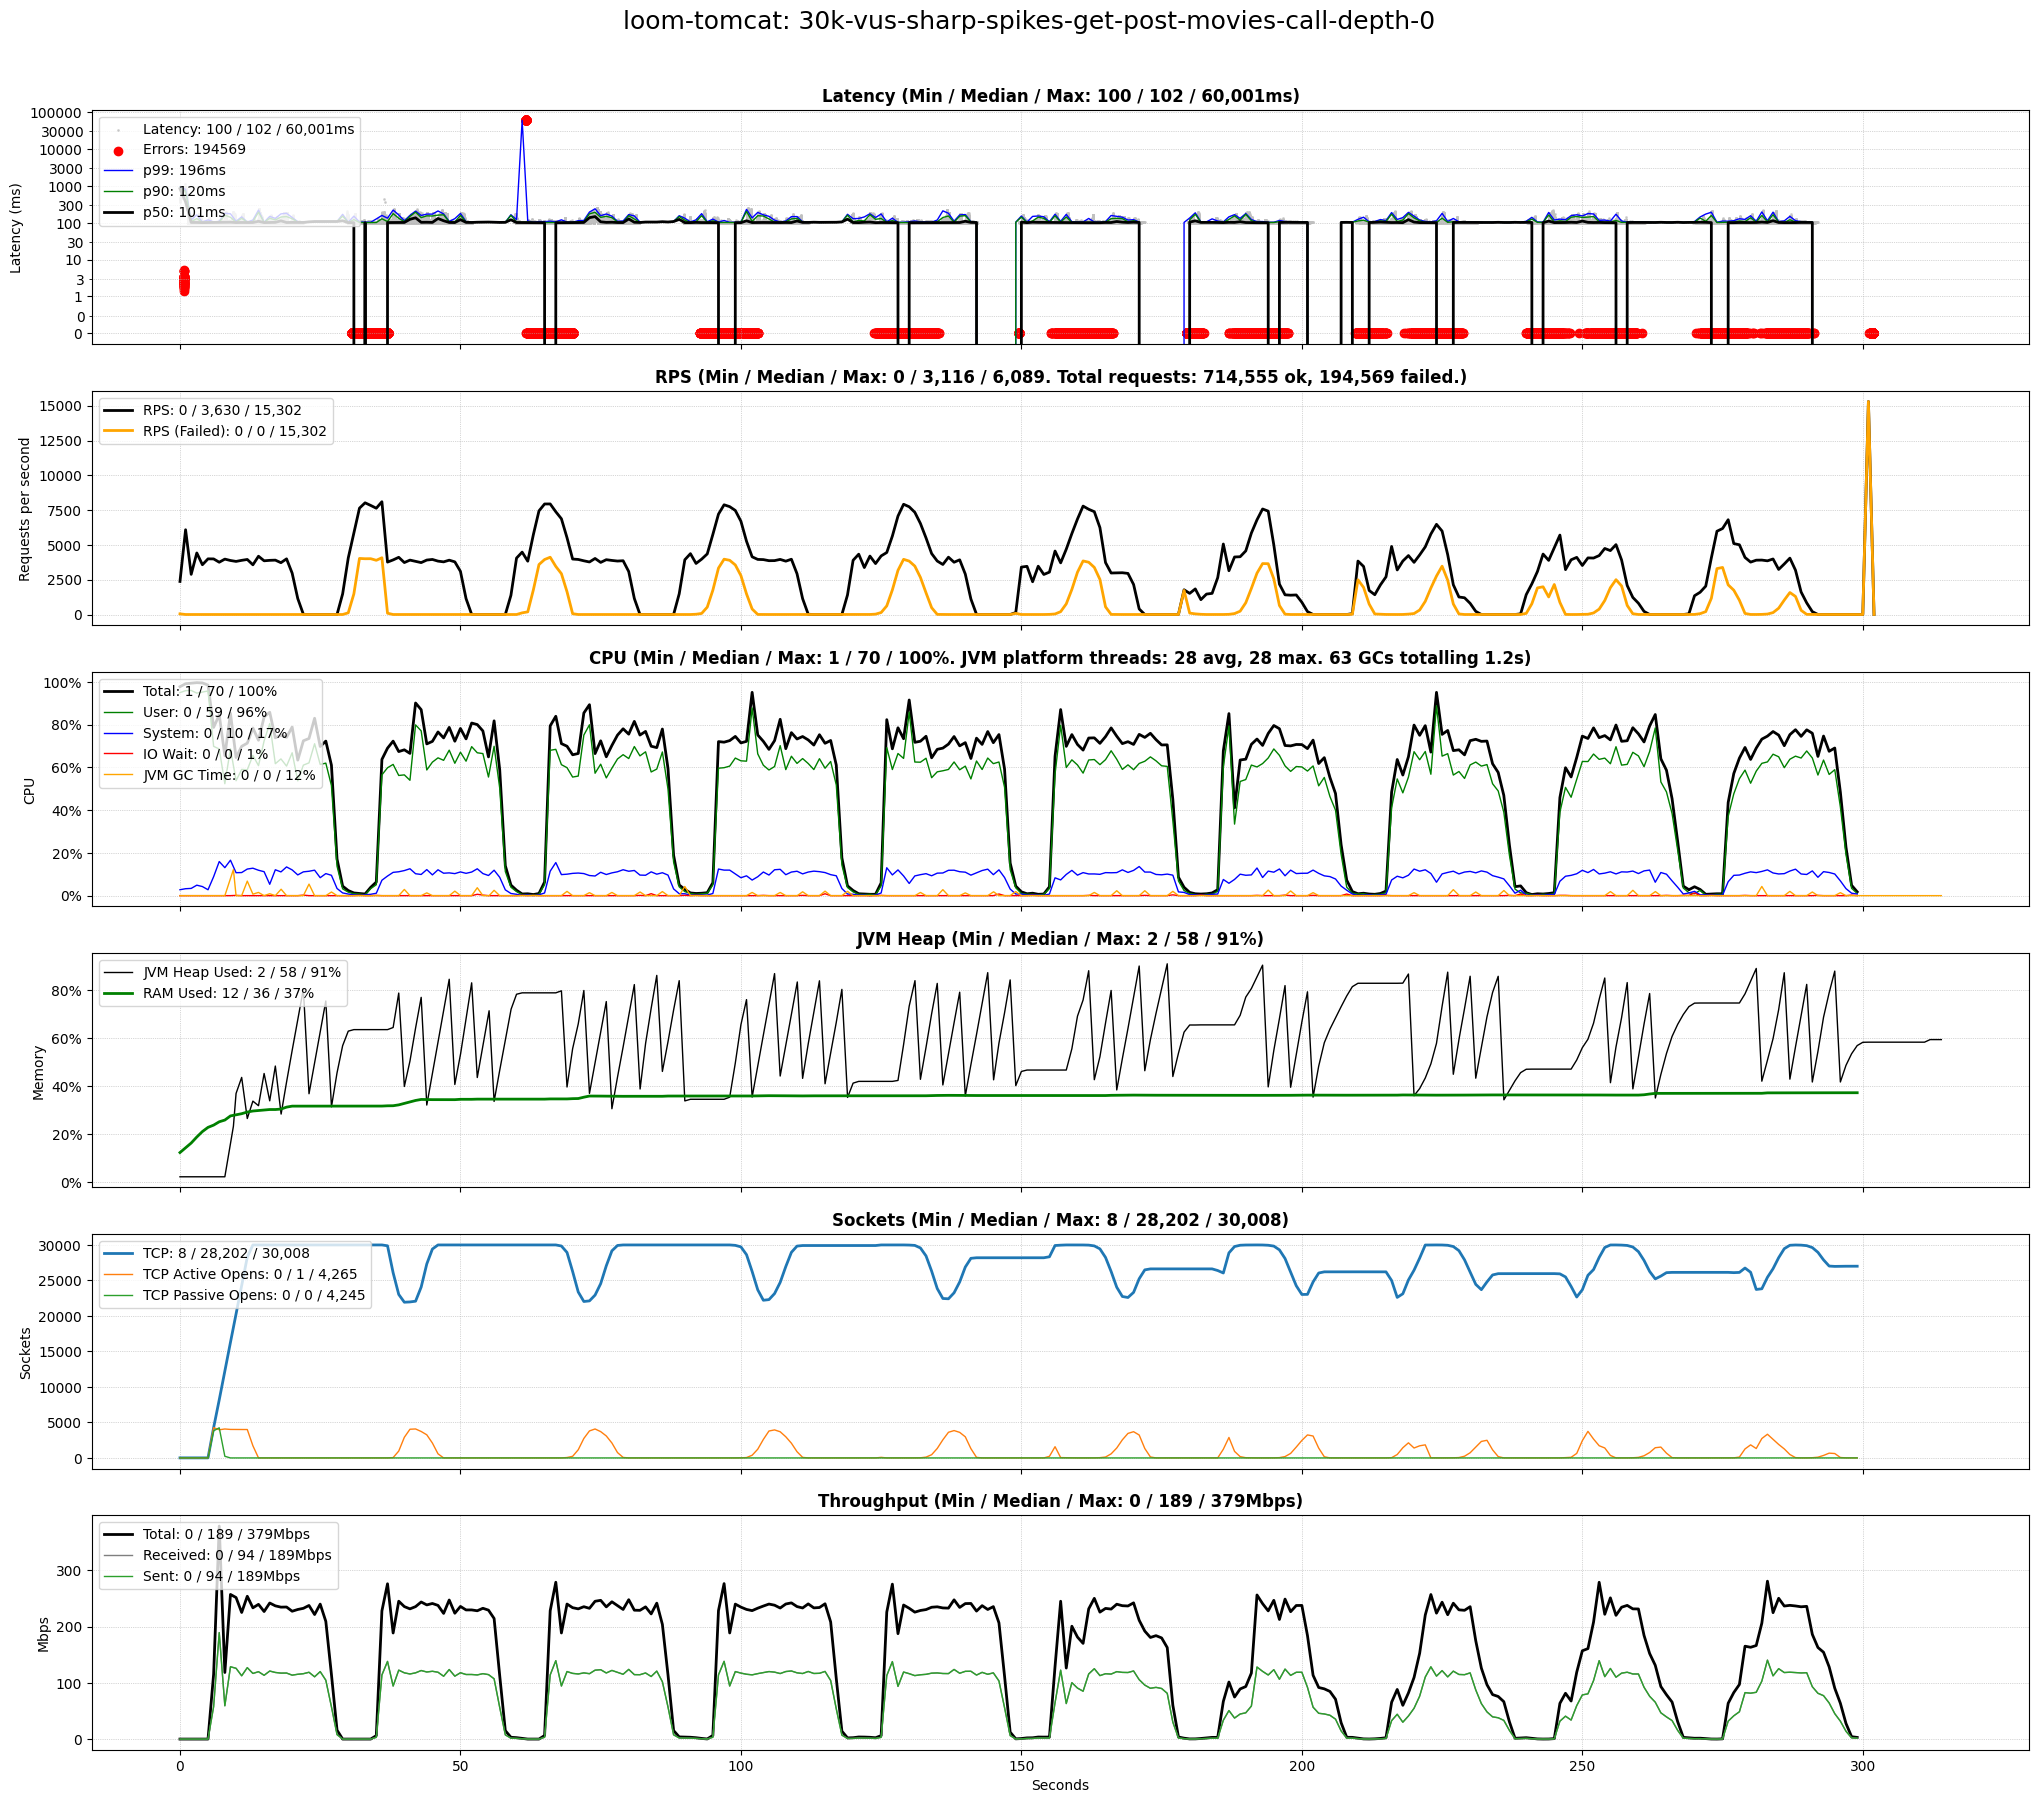 loom-tomcat: 30k-vus-sharp-spikes-get-post-movies-call-depth-0
Latency (Min / Median / Max: 100 / 102 / 60,001ms)
Latency (ms)
100000
30000
10000
3000
1000
300
100
30
10
3
1
0
0
Latency: 100 / 102 / 60,001ms
Errors: 194569
p99: 196ms
p90: 120ms
p50: 101ms
RPS (Min / Median / Max: 0 / 3,116 / 6,089. Total requests: 714,555 ok, 194,569 failed.)
Requests per second
15000
12500
10000
7500
5000
2500
0
RPS: 0 / 3,630 / 15,302
RPS (Failed): 0 / 0 / 15,302
CPU (Min / Median / Max: 1 / 70 / 100%. JVM platform threads: 28 avg, 28 max. 63 GCs totalling 1.2s)
CPU
100%
80%
60%
40%
20%
0%
Total: 1 / 70 / 100%
User: 0 / 59 / 96%
System: 0 / 10 / 17%
IO Wait: 0 / 0 / 1%
JVM GC Time: 0 / 0 / 12%
JVM Heap (Min / Median / Max: 2 / 58 / 91%)
Memory
80%
60%
40%
20%
0%
JVM Heap Used: 2 / 58 / 91%
RAM Used: 12 / 36 / 37%
Sockets (Min / Median / Max: 8 / 28,202 / 30,008)
Sockets
30000
25000
20000
15000
10000
5000
0
TCP: 8 / 28,202 / 30,008
TCP Active Opens: 0 / 1 / 4,265
TCP Passive Opens: 0 / 0 / 4,245
Throughput (Min / Median / Max: 0 / 189 / 379Mbps)
Mbps
300
200
100
0
Total: 0 / 189 / 379Mbps
Received: 0 / 94 / 189Mbps
Sent: 0 / 94 / 189Mbps
0 50 100 150 200 250 300
Seconds